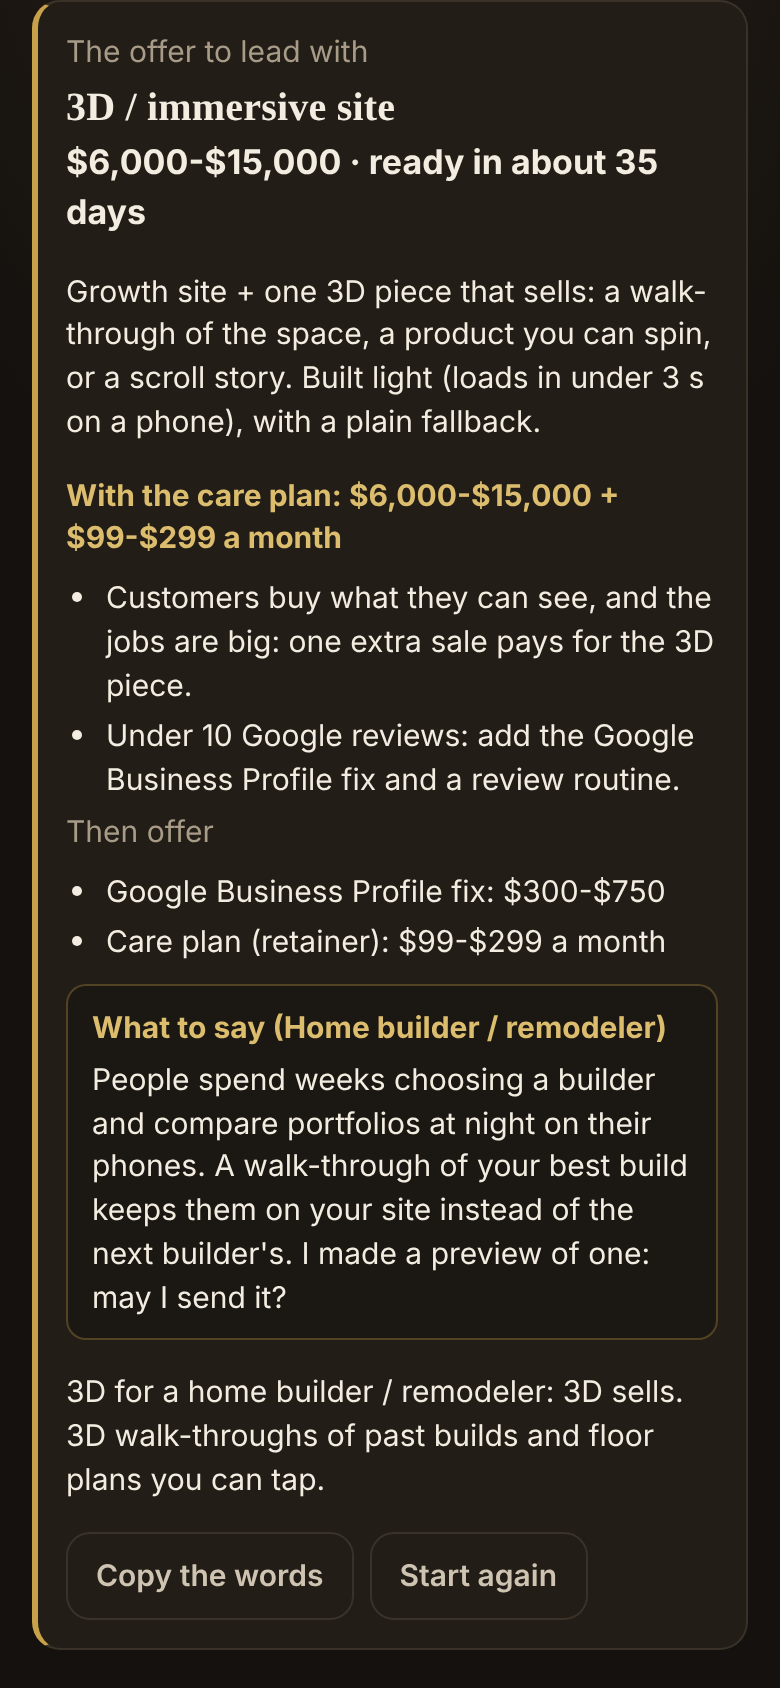 The offer to lead with
3D / immersive site
$6,000-$15,000 · ready in about 35
days
Growth site + one 3D piece that sells: a walk-
through of the space, a product you can spin,
or a scroll story. Built light (loads in under 3 s
on a phone), with a plain fallback.
With the care plan: $6,000-$15,000 +
$99-$299 a month
• Customers buy what they can see, and the
jobs are big: one extra sale pays for the 3D
piece.
• Under 10 Google reviews: add the Google
Business Profile fix and a review routine.
Then offer
• Google Business Profile fix: $300-$750
• Care plan (retainer): $99-$299 a month
What to say (Home builder / remodeler)
People spend weeks choosing a builder
and compare portfolios at night on their
phones. A walk-through of your best build
keeps them on your site instead of the
next builder's. I made a preview of one:
may I send it?
3D for a home builder / remodeler: 3D sells.
3D walk-throughs of past builds and floor
plans you can tap.
Copy the words
Start again